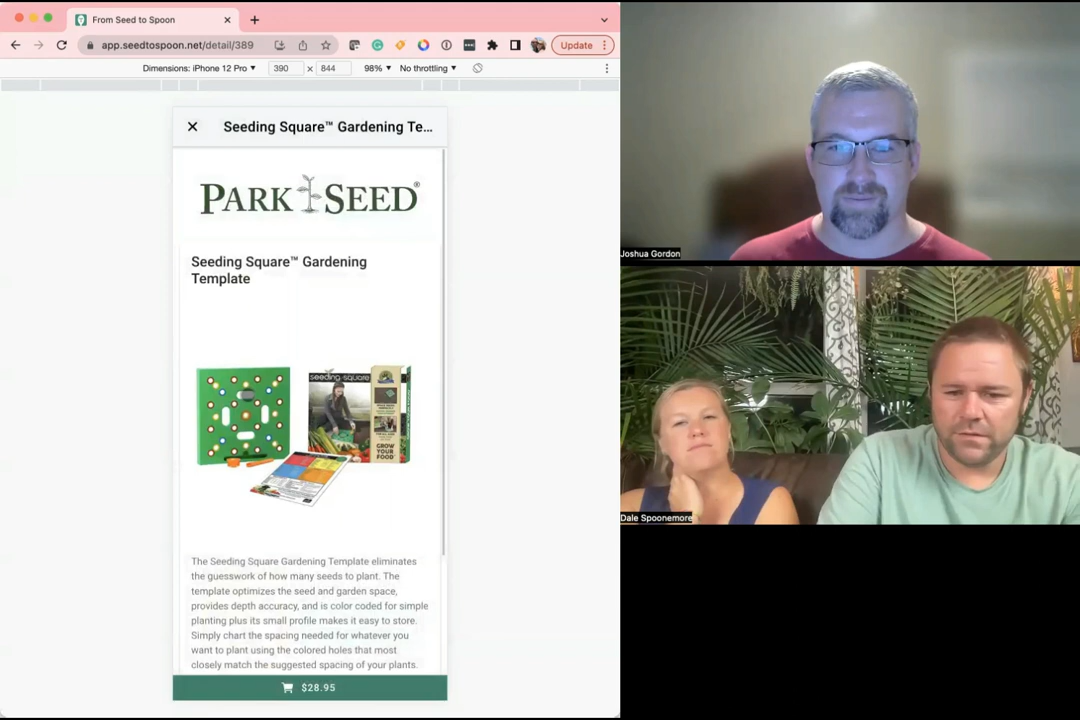 From Seed to Spoon
app.seedtospoon.net/detail/389
Update
Dimensions: iPhone 12 Pro
390 × 844
98%
No throttling
Seeding Square™ Gardening Te...
PARK SEED®
Seeding Square™ Gardening
Template
seeding square
GROW
YOUR
FOOD
The Seeding Square Gardening Template eliminates
the guesswork of how many seeds to plant. The
template optimizes the seed and garden space,
provides depth accuracy, and is color coded for simple
planting plus its small profile makes it easy to store.
Simply chart the spacing needed for whatever you
want to plant using the colored holes that most
closely match the suggested spacing of your plants.
$28.95
Joshua Gordon
Dale Spoonemore